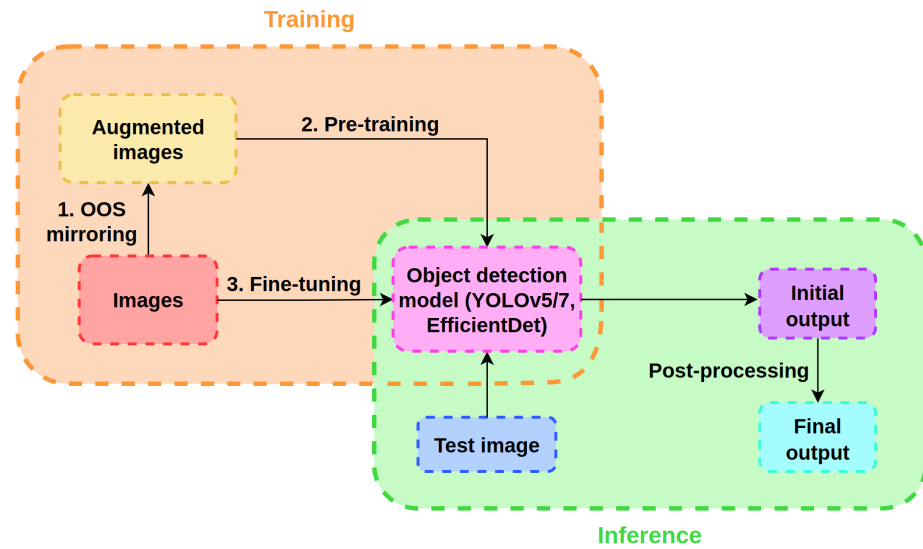 Training
Augmented
images
2. Pre-training
1. OOS
mirroring
Images
3. Fine-tuning
Object detection
model (YOLOv5/7,
EfficientDet)
Initial
output
Post-processing
Final
output
Test image
Inference